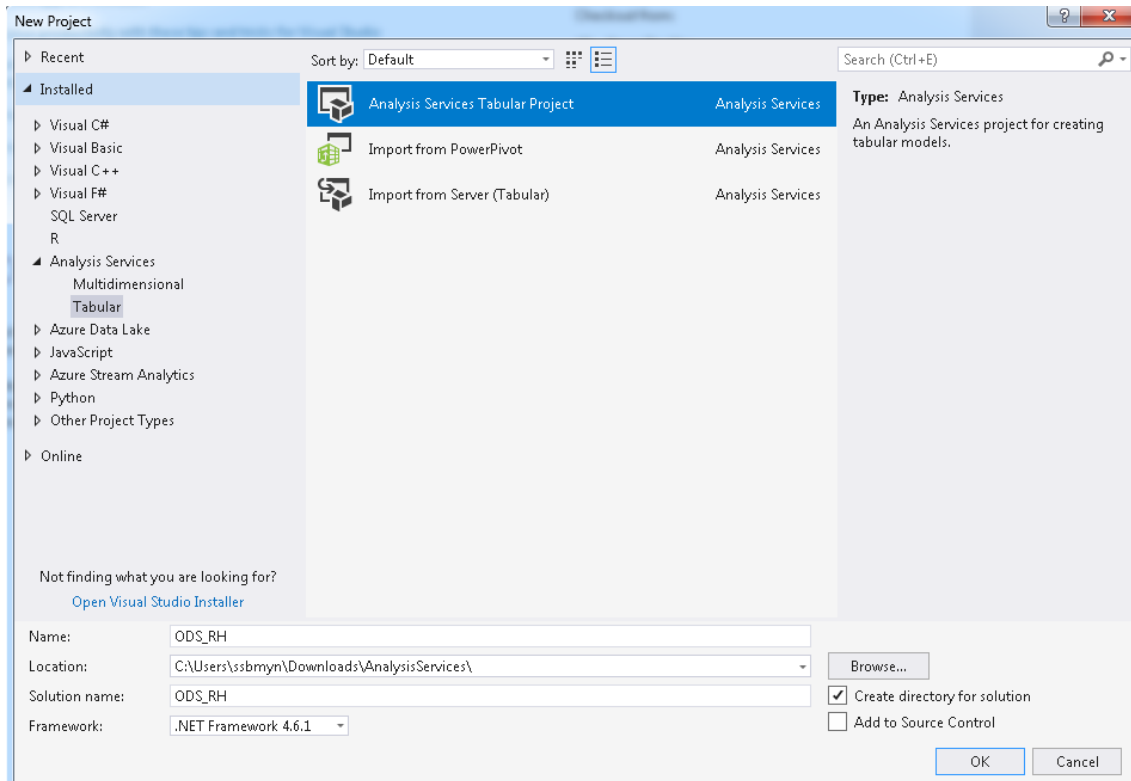 New Project
Recent
Installed
Visual C#
Visual Basic
Visual C++
Visual F#
SQL Server
R
Analysis Services
Multidimensional
Tabular
Azure Data Lake
JavaScript
Azure Stream Analytics
Python
Other Project Types
Online
Not finding what you are looking for?
Open Visual Studio Installer
Sort by: Default
Analysis Services Tabular Project Analysis Services
Import from PowerPivot Analysis Services
Import from Server (Tabular) Analysis Services
Search (Ctrl+E)
Type: Analysis Services
An Analysis Services project for creating
tabular models.
Name: ODS_RH
Location: C:\Users\ssbmyn\Downloads\AnalysisServices\
Browse...
Solution name: ODS_RH
Create directory for solution
Framework: .NET Framework 4.6.1
Add to Source Control
OK Cancel